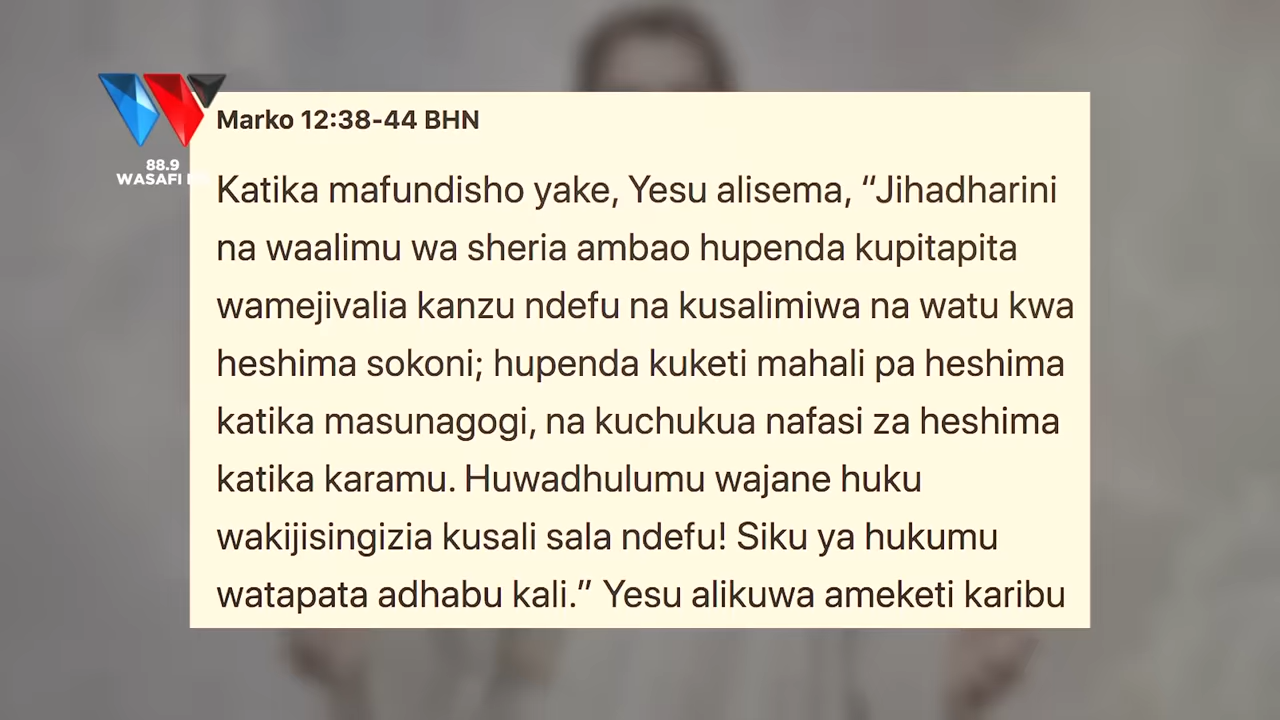 Marko 12:38-44 BHN
88.9
WASAFI
Katika mafundisho yake, Yesu alisema, “Jihadharini
na waalimu wa sheria ambao hupenda kupitapita
wamejivalia kanzu ndefu na kusalimiwa na watu kwa
heshima sokoni; hupenda kuketi mahali pa heshima
katika masunagogi, na kuchukua nafasi za heshima
katika karamu. Huwadhulumu wajane huku
wakijisingizia kusali sala ndefu! Siku ya hukumu
watapata adhabu kali.” Yesu alikuwa ameketi karibu